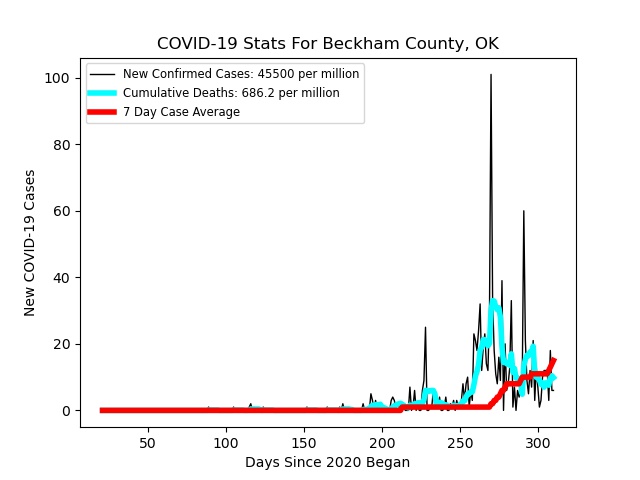 COVID-19 Stats For Beckham County, OK
New Confirmed Cases: 45500 per million
Cumulative Deaths: 686.2 per million
7 Day Case Average
100
80
60
40
20
0
New COVID-19 Cases
50 100 150 200 250 300
Days Since 2020 Began